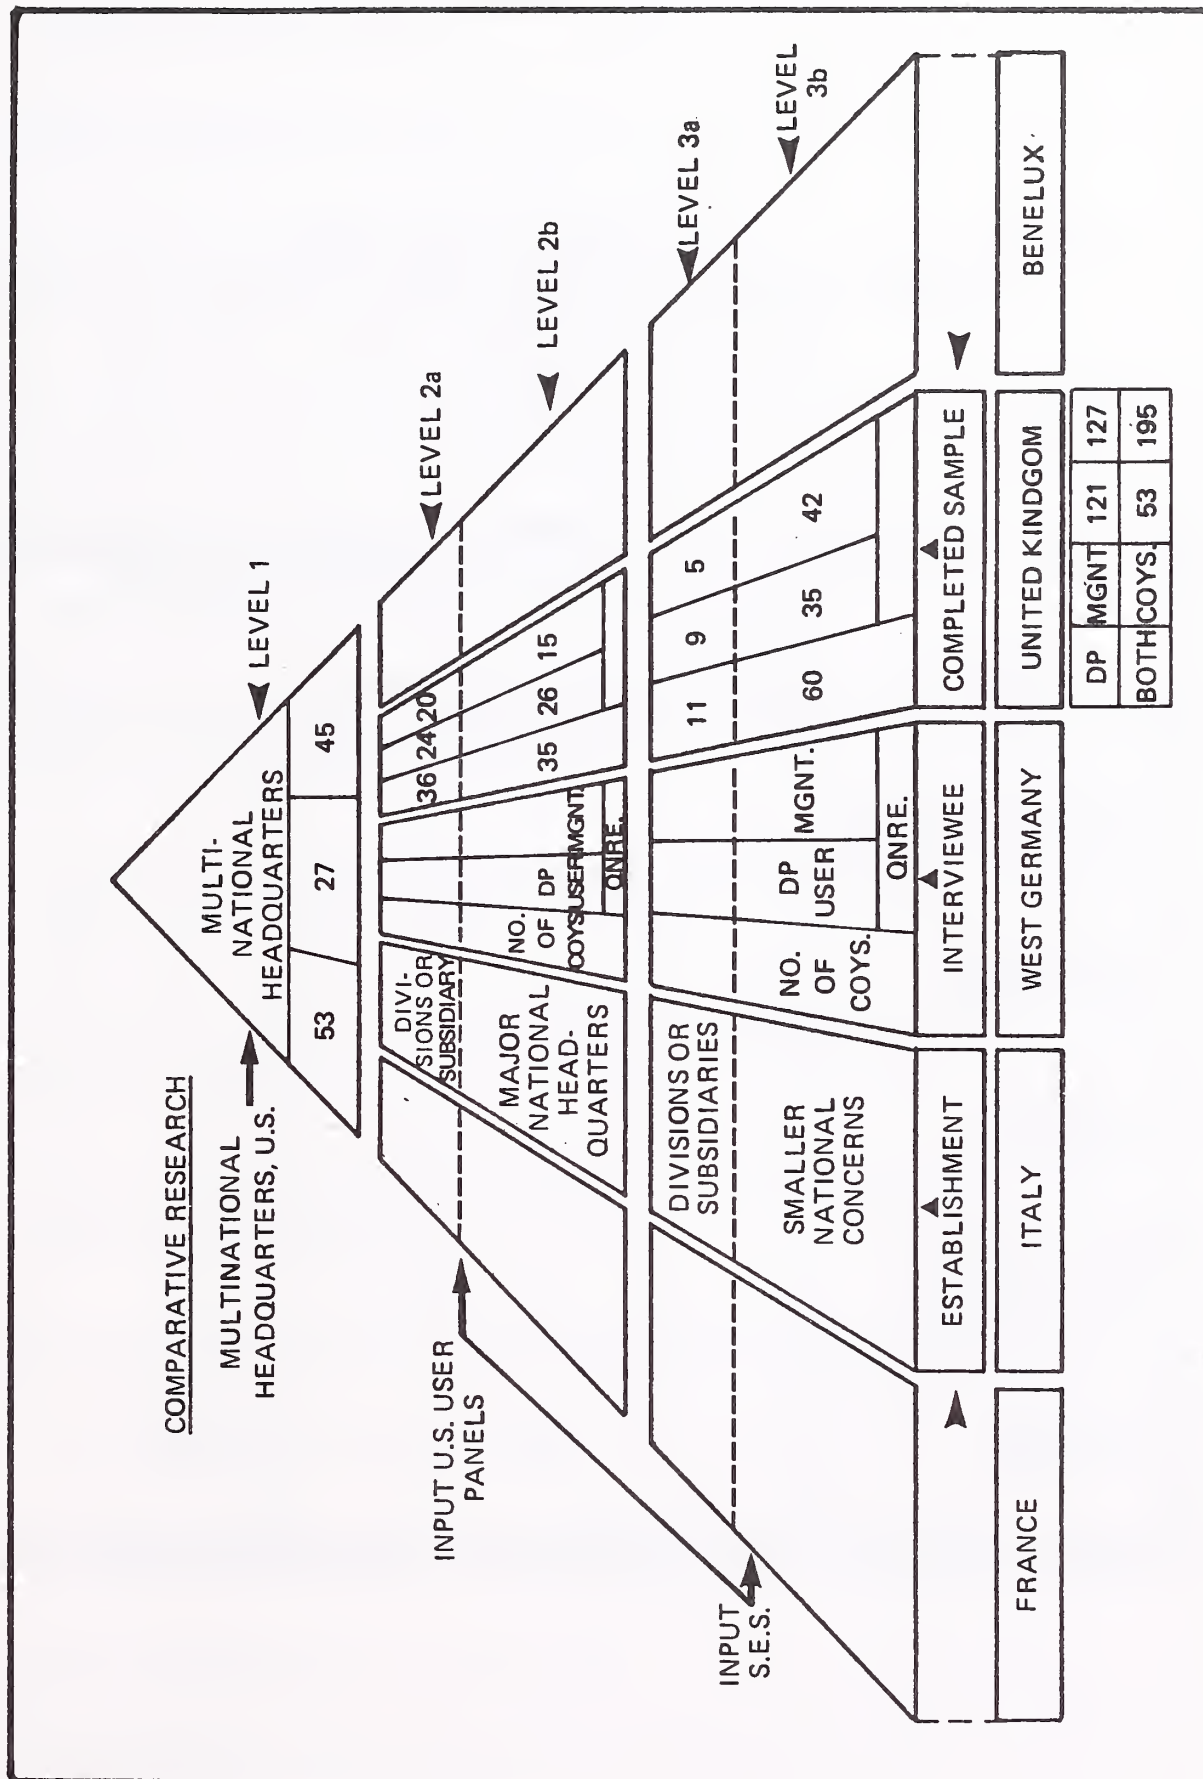 COMPARATIVE RESEARCH
MULTINATIONAL
HEADQUARTERS, U.S.
MULTI-
NATIONAL
HEADQUARTERS
LEVEL 1
53 27 45
INPUT U.S. USER
PANELS
DIVI-
SIONS OR
SUBSIDIARY
36 24 20
LEVEL 2a
MAJOR
NATIONAL
HEAD-
QUARTERS
NO.
OF
COYS
DP
USER
MGNT.
QNRE.
35 26 15
LEVEL 2b
INPUT
S.E.S.
DIVISIONS OR
SUBSIDIARIES
11 9 5
LEVEL 3a
SMALLER
NATIONAL
CONCERNS
NO.
OF
COYS.
DP
USER
MGNT.
QNRE.
60 35 42
LEVEL
3b
ESTABLISHMENT
INTERVIEWEE
COMPLETED SAMPLE
FRANCE
ITALY
WEST GERMANY
UNITED KINDGOM
BENELUX
DP MGNT 121 127
BOTH COYS. 53 195